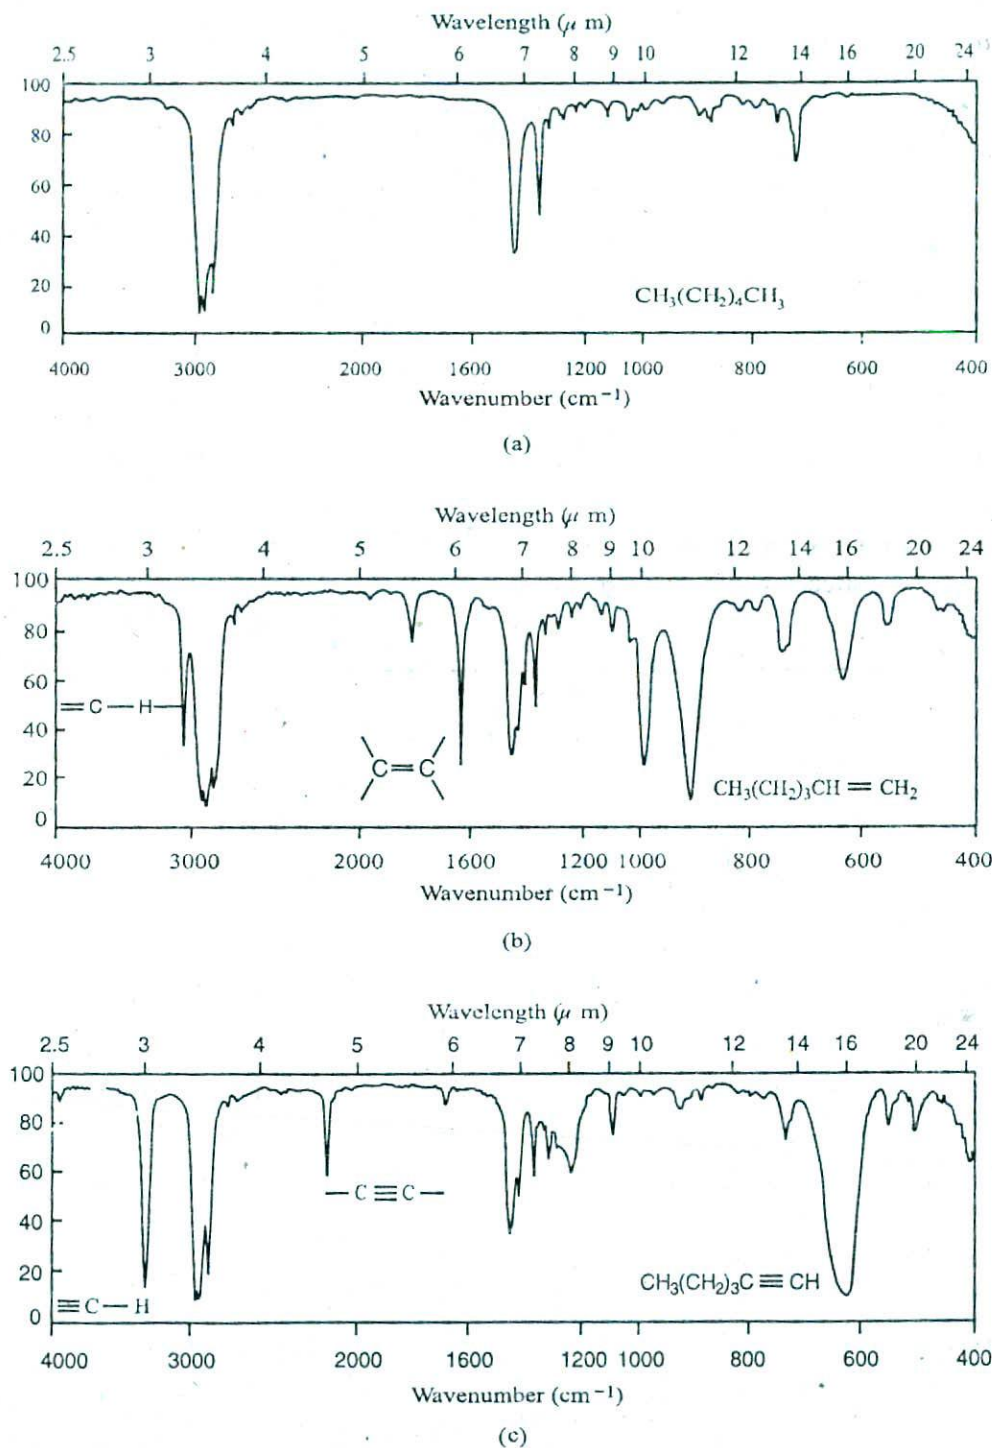 Wavelength (μ m)
2.5 3 4 5 6 7 8 9 10 12 14 16 20 24
100
80
60
40
20
0
CH₃(CH₂)₄CH₃
4000 3000 2000 1600 1200 1000 800 600 400
Wavenumber (cm⁻¹)
(a)
Wavelength (μ m)
2.5 3 4 5 6 7 8 9 10 12 14 16 20 24
100
80
60
40
20
0
=C—H
C=C
CH₃(CH₂)₃CH=CH₂
4000 3000 2000 1600 1200 1000 800 600 400
Wavenumber (cm⁻¹)
(b)
Wavelength (μ m)
2.5 3 4 5 6 7 8 9 10 12 14 16 20 24
100
80
60
40
20
0
≡C—H
—C≡C—
CH₃(CH₂)₃C≡CH
4000 3000 2000 1600 1200 1000 800 600 400
Wavenumber (cm⁻¹)
(c)